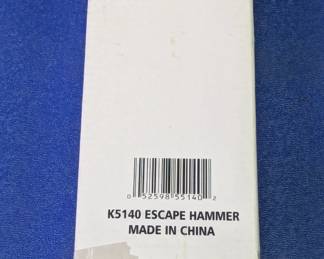 0 52598 55140 2
K5140 ESCAPE HAMMER
MADE IN CHINA